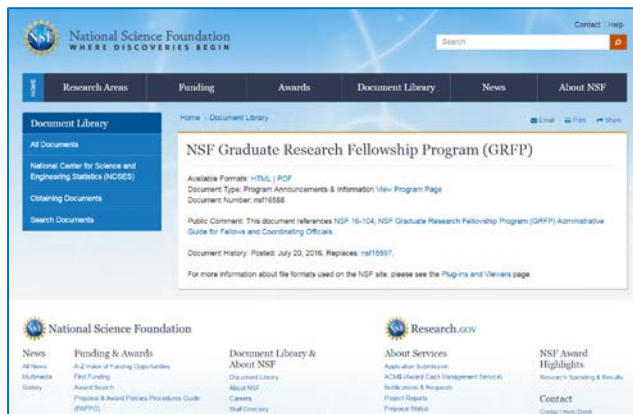 Contact | Help
NSF
National Science Foundation
WHERE DISCOVERIES BEGIN
Search
HOME
Research Areas
Funding
Awards
Document Library
News
About NSF
Document Library
All Documents
National Center for Science and
Engineering Statistics (NCSES)
Obtaining Documents
Search Documents
Home › Document Library
Email
Print
Share
NSF Graduate Research Fellowship Program (GRFP)
Available Formats: HTML | PDF
Document Type: Program Announcements & Information View Program Page
Document Number: nsf16588
Public Comment: This document references NSF 16-104, NSF Graduate Research Fellowship Program (GRFP) Administrative
Guide for Fellows and Coordinating Officials.
Document History: Posted: July 20, 2016. Replaces: nsf15597.
For more information about file formats used on the NSF site, please see the Plug-ins and Viewers page.
NSF National Science Foundation
News
All News
Multimedia
Gallery
Funding & Awards
A-Z Index of Funding Opportunities
Find Funding
Award Search
Proposal & Award Policies Procedures Guide
(PAPPG)
Document Library &
About NSF
Document Library
About NSF
Careers
Staff Directory
NSF Research.gov
About Services
Application Submission
ACM$ (Award Cash Management Service)
Notifications & Requests
Project Reports
Proposal Status
NSF Award
Highlights
Research Spending & Results
Contact
Contact Help Desk